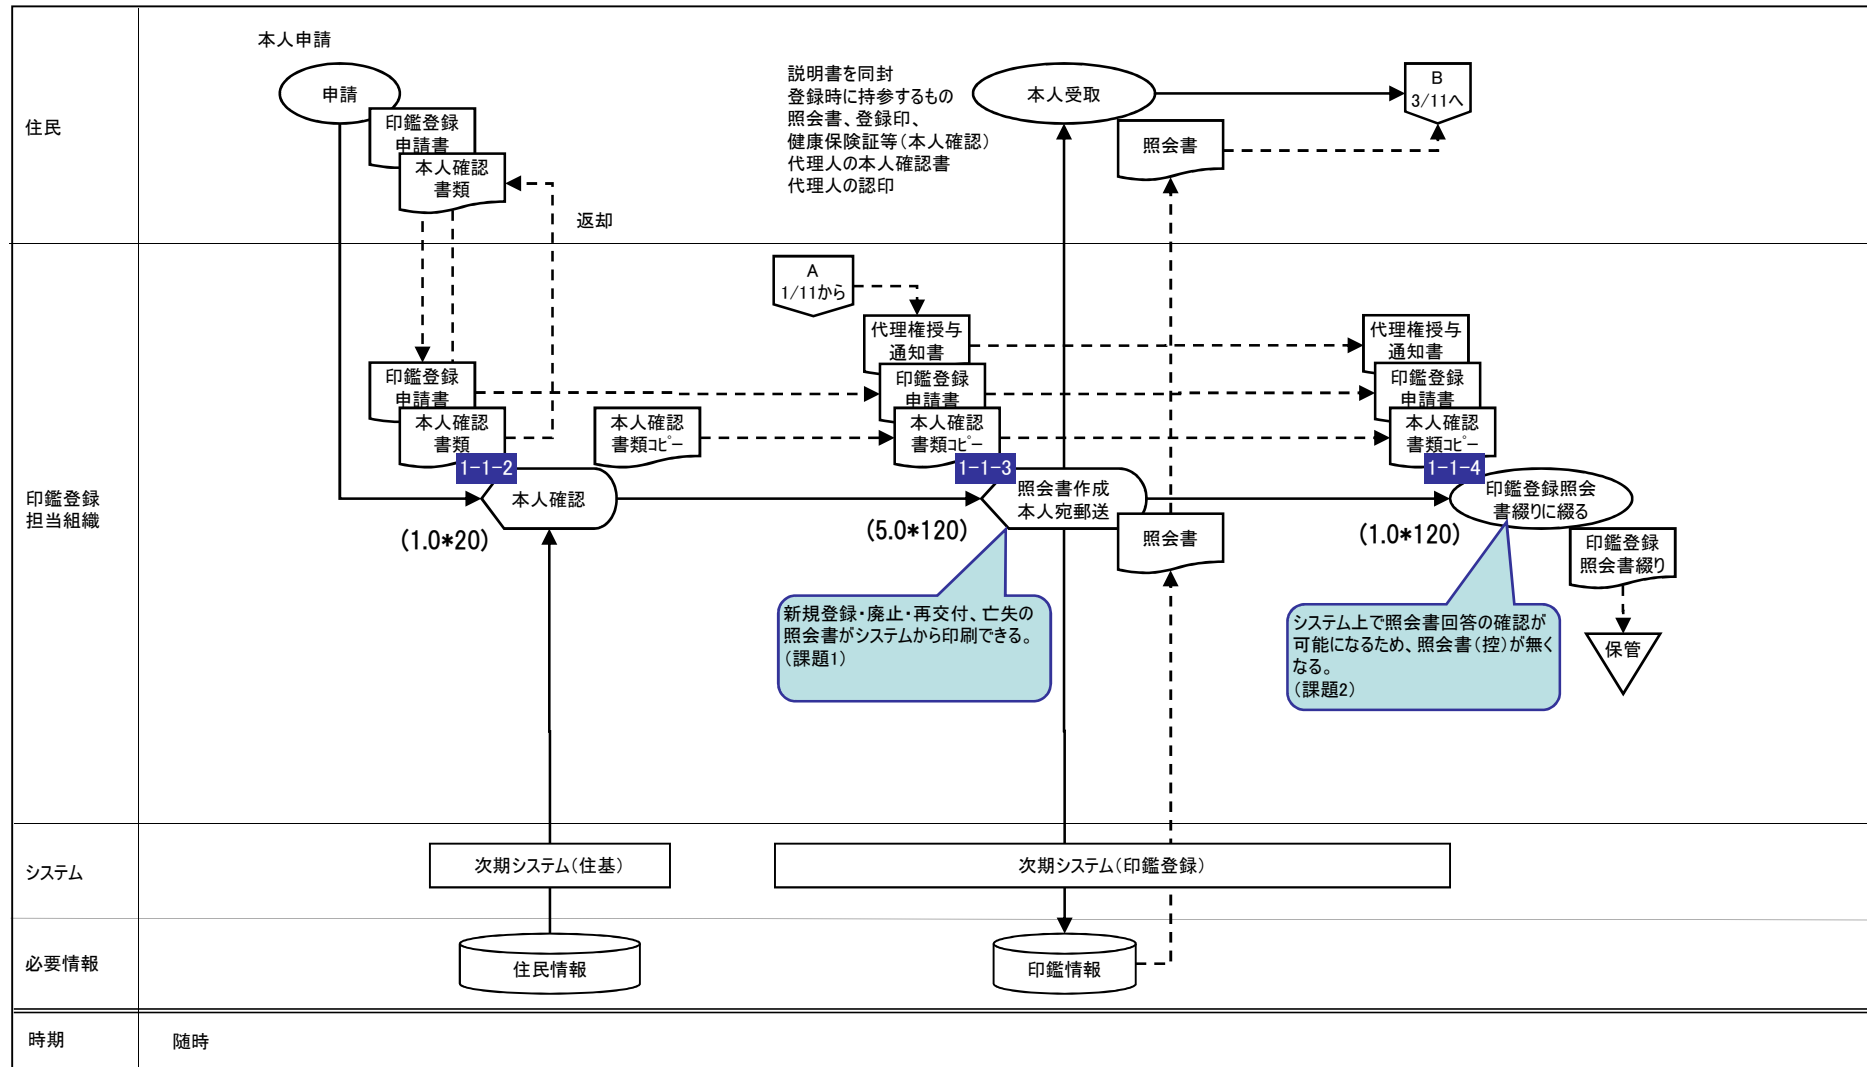 住民
本人申請
申請
印鑑登録
申請書
本人確認
書類
返却
説明書を同封
登録時に持参するもの
照会書、登録印、
健康保険証等（本人確認）
代理人の本人確認書
代理人の認印
本人受取
照会書
B
3/11へ
印鑑登録
担当組織
A
1/11から
印鑑登録
申請書
本人確認
書類
1-1-2
本人確認
(1.0*20)
本人確認
書類コピー
代理権授与
通知書
印鑑登録
申請書
本人確認
書類コピー
1-1-3
照会書作成
本人宛郵送
(5.0*120)
照会書
代理権授与
通知書
印鑑登録
申請書
本人確認
書類コピー
1-1-4
印鑑登録照会
書綴りに綴る
(1.0*120)
印鑑登録
照会書綴り
保管
新規登録・廃止・再交付、亡失の
照会書がシステムから印刷できる。
（課題1）
システム上で照会書回答の確認が
可能になるため、照会書（控）が無く
なる。
（課題2）
システム
次期システム（住基）
次期システム（印鑑登録）
必要情報
住民情報
印鑑情報
時期
随時